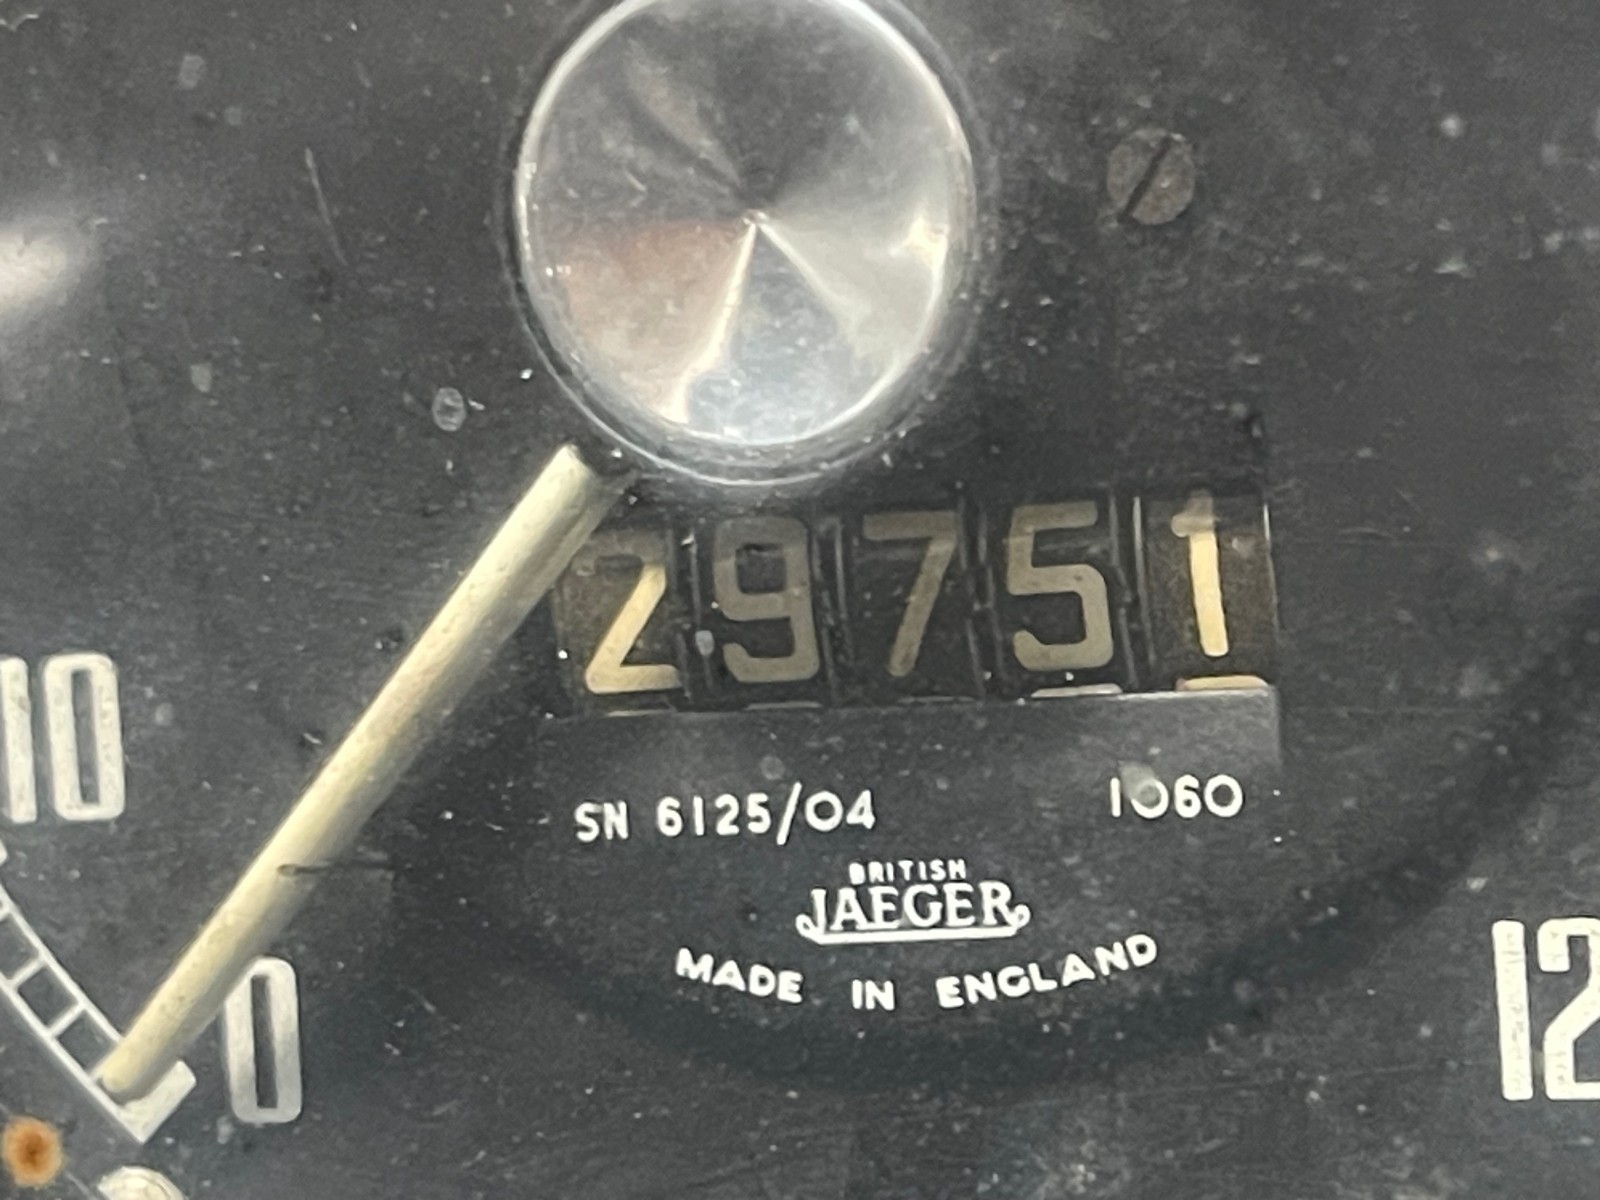 29751
10
SN 6125/04 1060
BRITISH
JAEGER
MADE IN ENGLAND
0
12